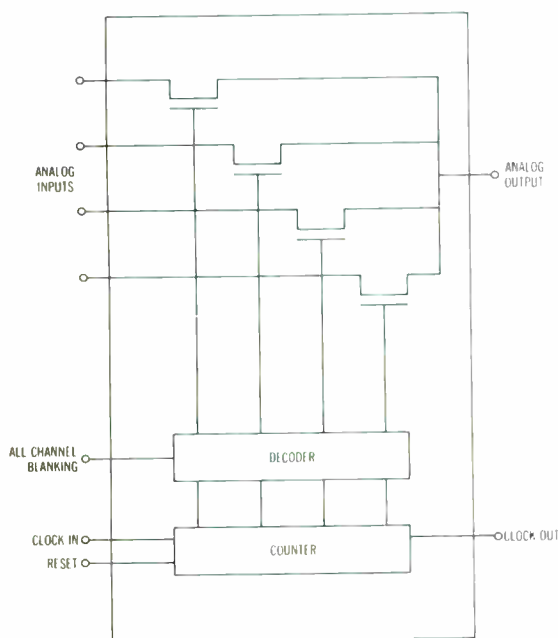 ANALOG
INPUTS
ANALOG
OUTPUT
ALL CHANNEL
BLANKING
DECODER
CLOCK IN
RESET
COUNTER
CLOCK OUT